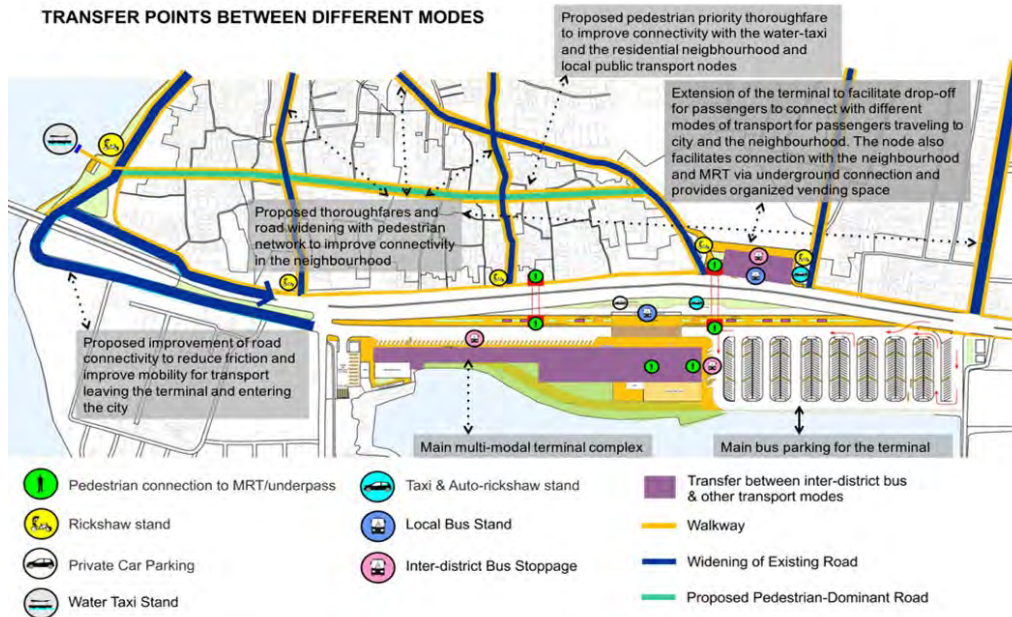 TRANSFER POINTS BETWEEN DIFFERENT MODES
Proposed pedestrian priority thoroughfare
to improve connectivity with the water-taxi
and the residential neigbhourhood and
local public transport nodes
Extension of the terminal to facilitate drop-off
for passengers to connect with different
modes of transport for passengers traveling to
city and the neighbourhood. The node also
facilitates connection with the neighbourhood
and MRT via underground connection and
provides organized vending space
Proposed thoroughfares and
road widening with pedestrian
network to improve connectivity
in the neighbourhood
Proposed improvement of road
connectivity to reduce friction and
improve mobility for transport
leaving the terminal and entering
the city
Main multi-modal terminal complex
Main bus parking for the terminal
Pedestrian connection to MRT/underpass
Rickshaw stand
Private Car Parking
Water Taxi Stand
Taxi & Auto-rickshaw stand
Local Bus Stand
Inter-district Bus Stoppage
Transfer between inter-district bus
& other transport modes
Walkway
Widening of Existing Road
Proposed Pedestrian-Dominant Road